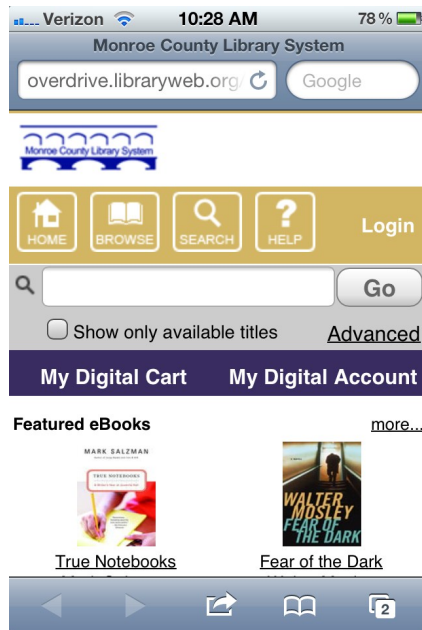 Verizon 10:28 AM 78%
Monroe County Library System
overdrive.libraryweb.org/ Google
Monroe County Library System
HOME BROWSE SEARCH HELP Login
Go
Show only available titles Advanced
My Digital Cart My Digital Account
Featured eBooks more...
MARK SALZMAN
TRUE NOTEBOOKS
WALTER
MOSLEY
FEAR OF
THE DARK
True Notebooks Fear of the Dark
2